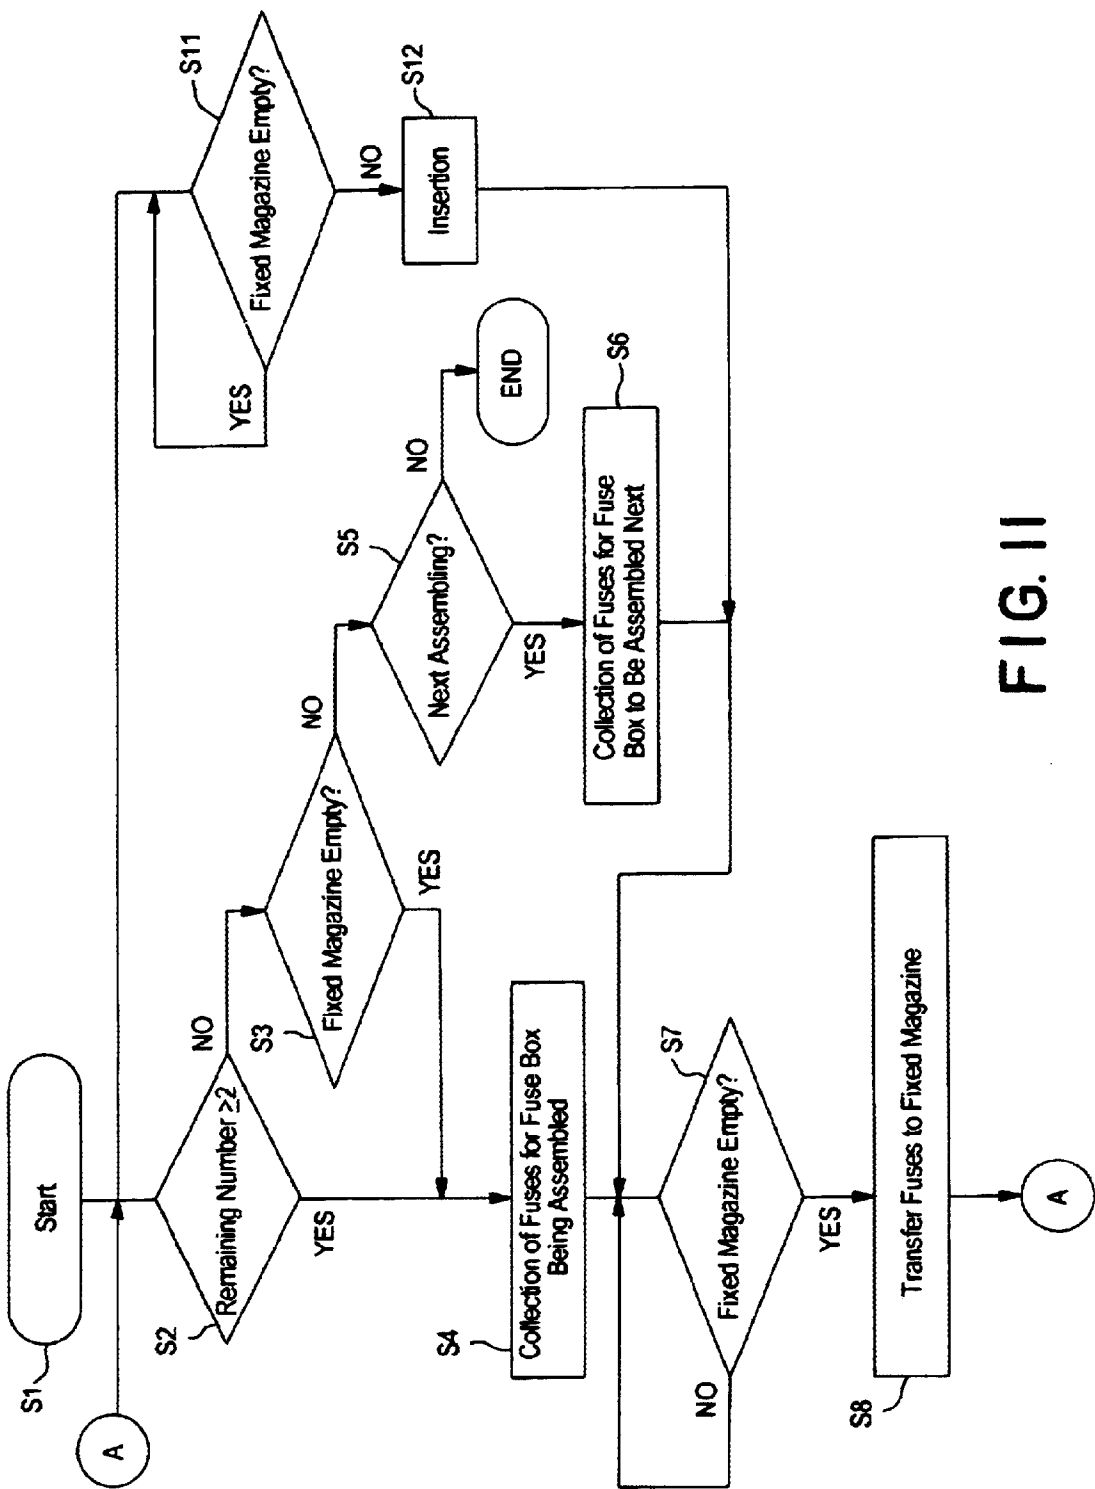 S1
Start
A
S2
Remaining Number ≥2
NO
YES
S3
Fixed Magazine Empty?
NO
YES
S4
Collection of Fuses for Fuse Box
Being Assembled
S5
Next Assembling?
NO
END
YES
S6
Collection of Fuses for Fuse
Box to Be Assembled Next
S7
Fixed Magazine Empty?
NO
YES
S8
Transfer Fuses to Fixed Magazine
A
S11
Fixed Magazine Empty?
YES
NO
S12
Insertion
FIG. 11